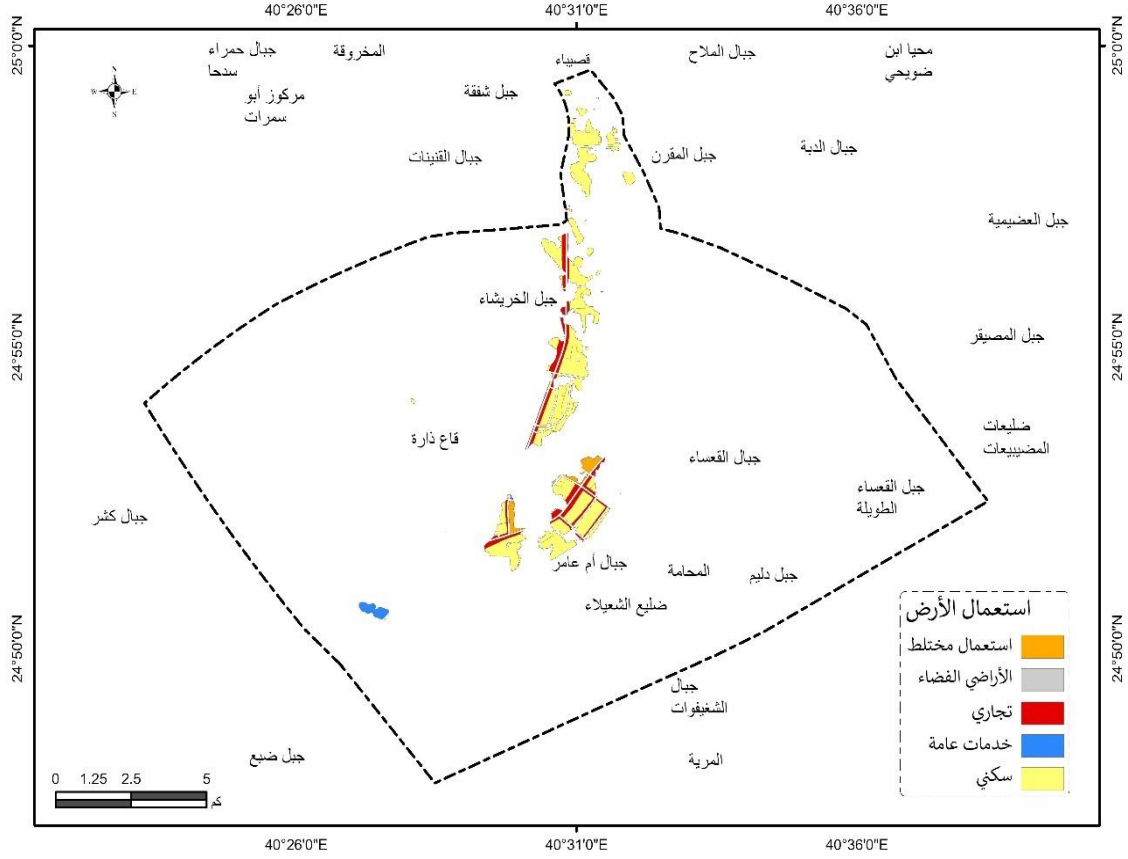 40°26'0"E
40°31'0"E
40°36'0"E
25°0'0"N
25°0'0"N
محيا ابن
ضويحي
جبال الملاح
قصيباء
المخروقة
جبال حمراء
سدحا
N
W E
S
مركوز أبو
سمرات
جبل شفقة
جبال الدبة
جبل المقرن
جبال القنينات
جبل العضيمية
جبل الخريشاء
24°55'0"N
24°55'0"N
جبل المصيقر
ضليعات
المضيبيعات
قاع ذارة
جبال القعساء
جبل القعساء
الطويلة
جبال كشر
جبال أم عامر
المحامة
جبل دليم
ضليع الشعيلاء
24°50'0"N
24°50'0"N
جبال
الشغيفوات
المرية
جبل ضبع
استعمال الأرض
استعمال مختلط
الأراضي الفضاء
تجاري
خدمات عامة
سكني
0 1.25 2.5 5
كم
40°26'0"E
40°31'0"E
40°36'0"E